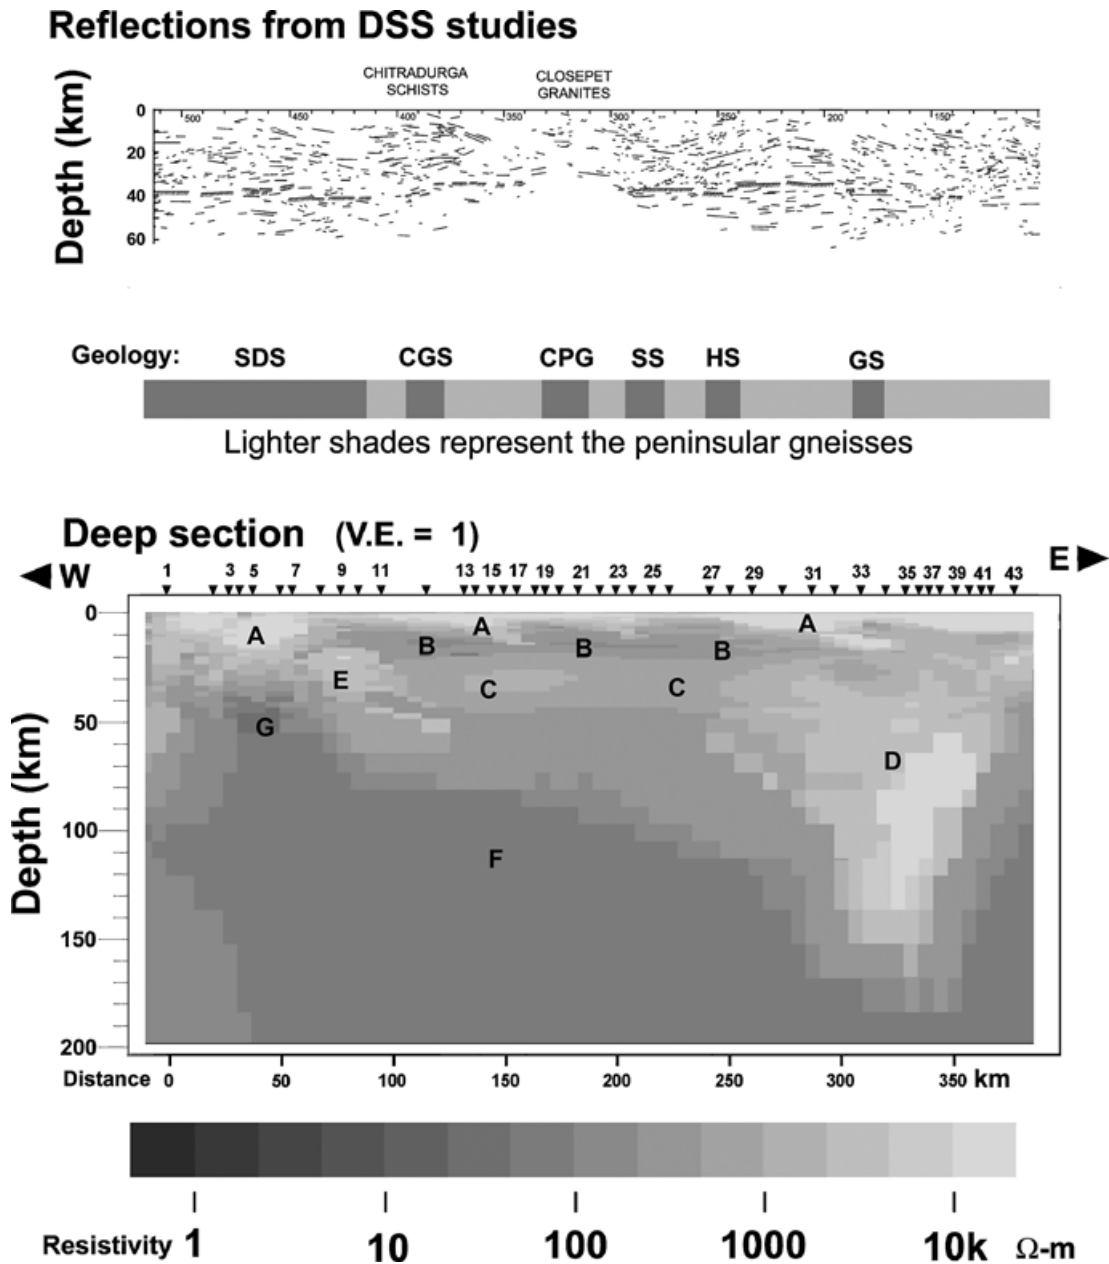 Reflections from DSS studies
CHITRADURGA SCHISTS
CLOSEPET GRANITES
Depth (km)
0
20
40
60
500 450 400 350 300 250 200 150
Geology: SDS CGS CPG SS HS GS
Lighter shades represent the peninsular gneisses
Deep section (V.E. = 1)
W E
1 3 5 7 9 11 13 15 17 19 21 23 25 27 29 31 33 35 37 39 41 43
Depth (km)
0
50
100
150
200
A A A
B B B
E C C
G D
F
Distance 0 50 100 150 200 250 300 350 km
Resistivity 1 10 100 1000 10k Ω-m